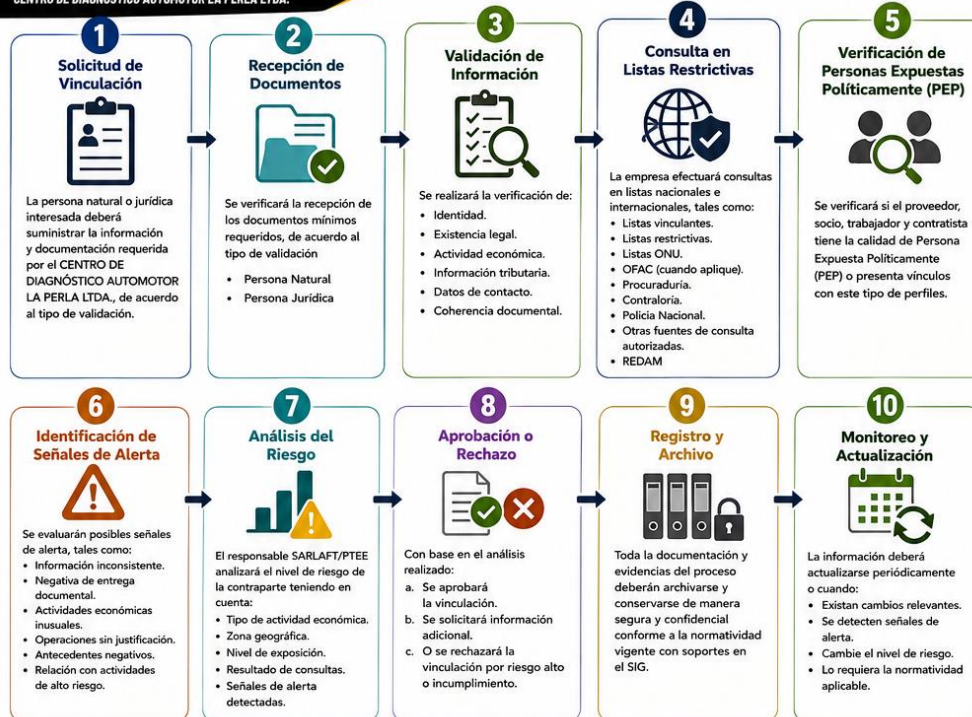 CENTRO DE DIAGNÓSTICO AUTOMOTOR LA PERLA LTDA.
1
Solicitud de
Vinculación
La persona natural o jurídica
interesada deberá
suministrar la información
y documentación requerida
por el CENTRO DE
DIAGNÓSTICO AUTOMOTOR
LA PERLA LTDA., de acuerdo
al tipo de validación.
2
Recepción de
Documentos
Se verificará la recepción de
los documentos mínimos
requeridos, de acuerdo al
tipo de validación
• Persona Natural
• Persona Jurídica
3
Validación de
Información
Se realizará la verificación de:
• Identidad.
• Existencia legal.
• Actividad económica.
• Información tributaria.
• Datos de contacto.
• Coherencia documental.
4
Consulta en
Listas Restrictivas
La empresa efectuará consultas
en listas nacionales e
internacionales, tales como:
• Listas vinculantes.
• Listas restrictivas.
• Listas ONU.
• OFAC (cuando aplique).
• Procuraduría.
• Contraloría.
• Policia Nacional.
• Otras fuentes de consulta
autorizadas.
• REDAM
5
Verificación de
Personas Expuestas
Políticamente (PEP)
Se verificará si el proveedor,
socio, trabajador y contratista
tiene la calidad de Persona
Expuesta Políticamente
(PEP) o presenta vínculos
con este tipo de perfiles.
6
Identificación de
Señales de Alerta
Se evaluarán posibles señales
de alerta, tales como:
• Información inconsistente.
• Negativa de entrega
documental.
• Actividades económicas
inusuales.
• Operaciones sin justificación.
• Antecedentes negativos.
• Relación con actividades
de alto riesgo.
7
Análisis del
Riesgo
El responsable SARLAFT/PTEE
analizará el nivel de riesgo de
la contraparte teniendo en
cuenta:
• Tipo de actividad económica.
• Zona geográfica.
• Nivel de exposición.
• Resultado de consultas.
• Señales de alerta
detectadas.
8
Aprobación o
Rechazo
Con base en el análisis
realizado:
a. Se aprobará
la vinculación.
b. Se solicitará información
adicional.
c. O se rechazará la
vinculación por riesgo alto
o incumplimiento.
9
Registro y
Archivo
Toda la documentación y
evidencias del proceso
deberán archivarse y
conservarse de manera
segura y confidencial
conforme a la normatividad
vigente con soportes en
el SIG.
10
Monitoreo y
Actualización
La información deberá
actualizarse periódicamente
o cuando:
• Existan cambios relevantes.
• Se detecten señales de
alerta.
• Cambie el nivel de riesgo.
• Lo requiera la normatividad
aplicable.